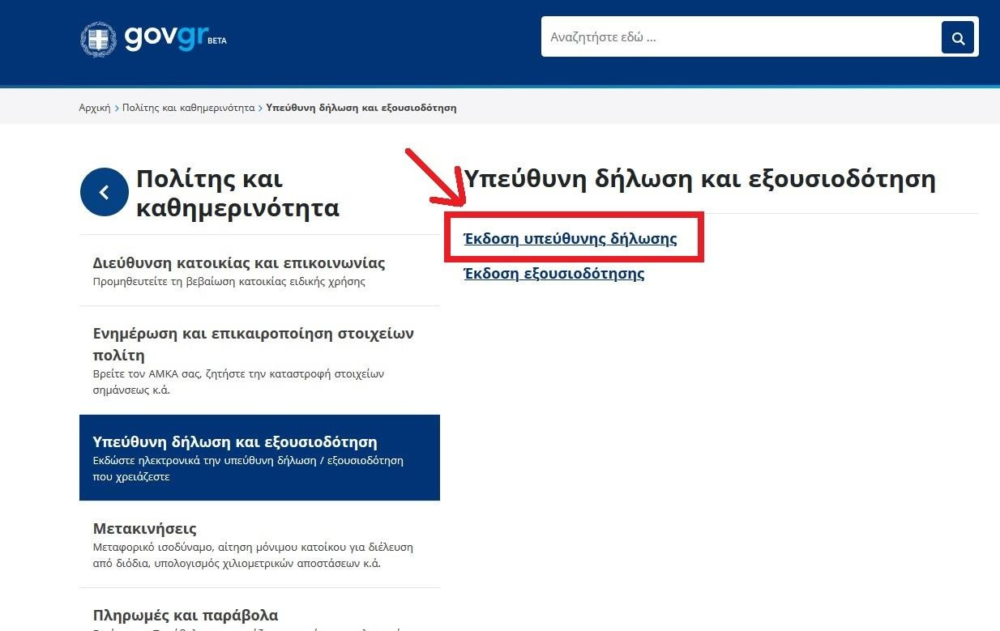 govgr BETA
Αναζητήστε εδώ ...
Αρχική > Πολίτης και καθημερινότητα > Υπεύθυνη δήλωση και εξουσιοδότηση
Πολίτης και
καθημερινότητα
Διεύθυνση κατοικίας και επικοινωνίας
Προμηθευτείτε τη βεβαίωση κατοικίας ειδικής χρήσης
Ενημέρωση και επικαιροποίηση στοιχείων
πολίτη
Βρείτε τον ΑΜΚΑ σας, ζητήστε την καταστροφή στοιχείων
σημάνσεως κ.ά.
Υπεύθυνη δήλωση και εξουσιοδότηση
Εκδώστε ηλεκτρονικά την υπεύθυνη δήλωση / εξουσιοδότηση
που χρειάζεστε
Μετακινήσεις
Μεταφορικό ισοδύναμο, αίτηση μόνιμου κατοίκου για διέλευση
από διόδια, υπολογισμός χιλιομετρικών αποστάσεων κ.ά.
Πληρωμές και παράβολα
Υπεύθυνη δήλωση και εξουσιοδότηση
Έκδοση υπεύθυνης δήλωσης
Έκδοση εξουσιοδότησης